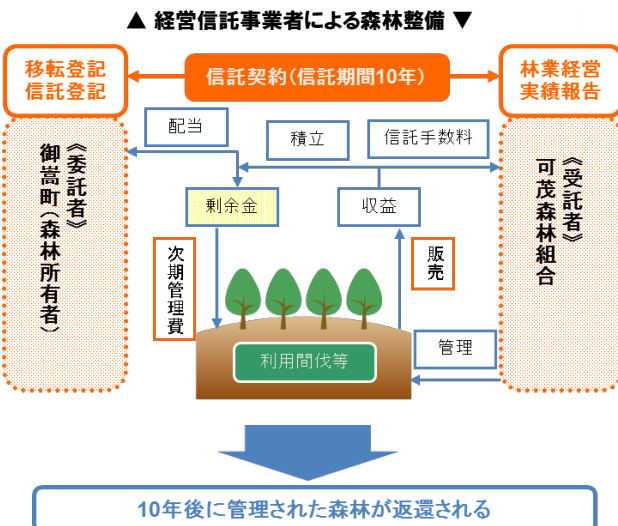 ▲ 経営信託事業者による森林整備 ▼
移転登記
信託登記
信託契約(信託期間10年)
林業経営
実績報告
配当
積立
信託手数料
《委託者》
御嵩町(森林所有者)
剰余金
収益
《受託者》
可茂森林組合
次期管理費
販売
利用間伐等
管理
10年後に管理された森林が返還される